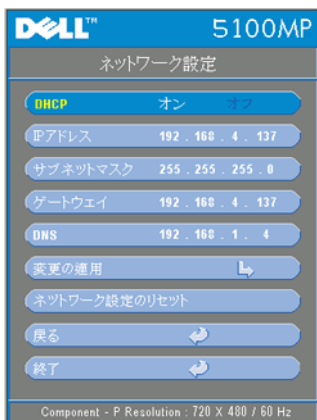 DELL™ 5100MP
ネットワーク設定
DHCP オン オフ
IPアドレス 192 . 168 . 4 . 137
サブネットマスク 255 . 255 . 255 . 0
ゲートウェイ 192 . 168 . 4 . 137
DNS 192 . 168 . 1 . 4
変更の適用
ネットワーク設定のリセット
戻る
終了
Component - P Resolution : 720 X 480 / 60 Hz